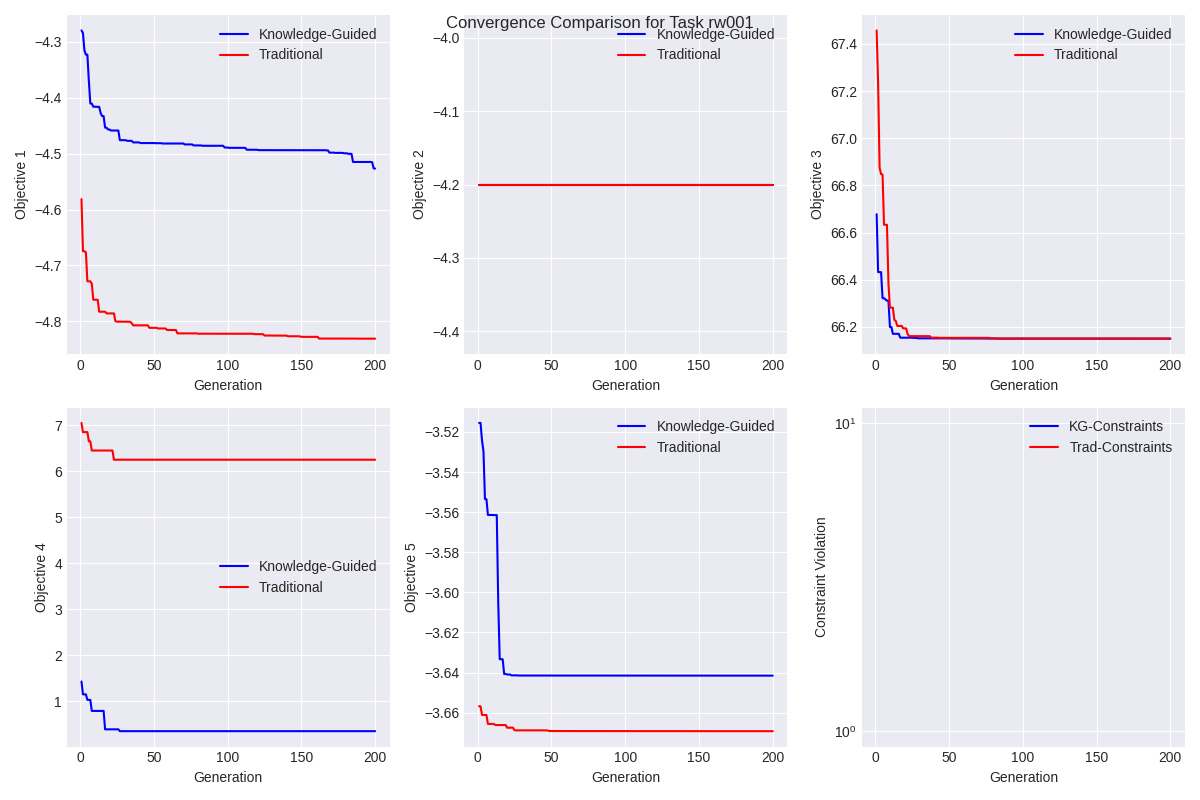 Convergence Comparison for Task rw001
Objective 1
−4.3
−4.4
−4.5
−4.6
−4.7
−4.8
Knowledge-Guided
Traditional
0 50 100 150 200
Generation
Objective 2
−4.0
−4.1
−4.2
−4.3
−4.4
Knowledge-Guided
Traditional
0 50 100 150 200
Generation
Objective 3
67.4
67.2
67.0
66.8
66.6
66.4
66.2
Knowledge-Guided
Traditional
0 50 100 150 200
Generation
Objective 4
7
6
5
4
3
2
1
Knowledge-Guided
Traditional
0 50 100 150 200
Generation
Objective 5
−3.52
−3.54
−3.56
−3.58
−3.60
−3.62
−3.64
−3.66
Knowledge-Guided
Traditional
0 50 100 150 200
Generation
Constraint Violation
10¹
10⁰
KG-Constraints
Trad-Constraints
0 50 100 150 200
Generation